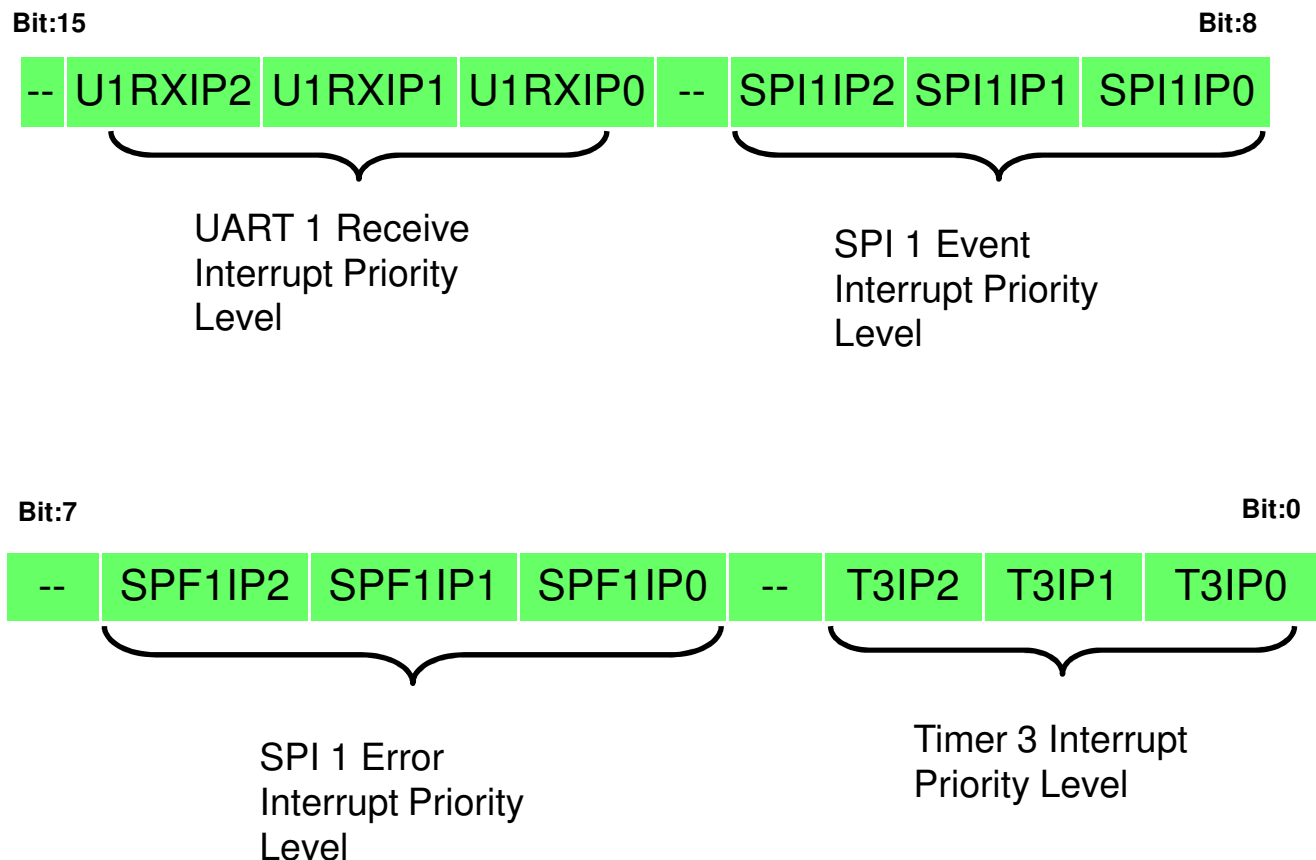 Bit:15 Bit:8
-- U1RXIP2 U1RXIP1 U1RXIP0 -- SPI1IP2 SPI1IP1 SPI1IP0
UART 1 Receive
Interrupt Priority
Level
SPI 1 Event
Interrupt Priority
Level
Bit:7 Bit:0
-- SPF1IP2 SPF1IP1 SPF1IP0 -- T3IP2 T3IP1 T3IP0
SPI 1 Error
Interrupt Priority
Level
Timer 3 Interrupt
Priority Level